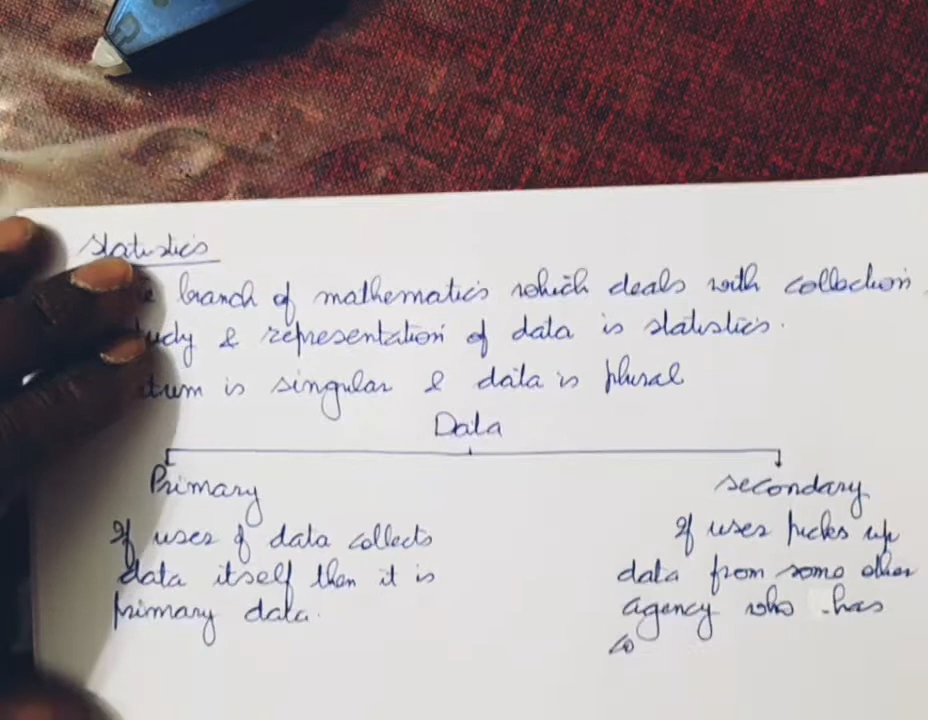 Statistics
branch of mathematics which deals with collection
& representation of data is statistics.
is singular & data is plural
Data
Primary
secondary
If user of data collects
data itself then it is
primary data.
If user picks up
data from some other
agency who has
co